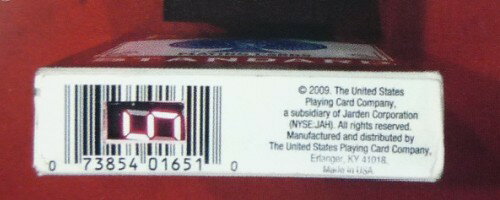 STANDARD
© 2009. The United States
Playing Card Company,
a subsidiary of Jarden Corporation
(NYSE:JAH). All rights reserved.
Manufactured and distributed by
The United States Playing Card Company,
Erlanger, KY 41018.
Made in USA
0 73854 01651 0